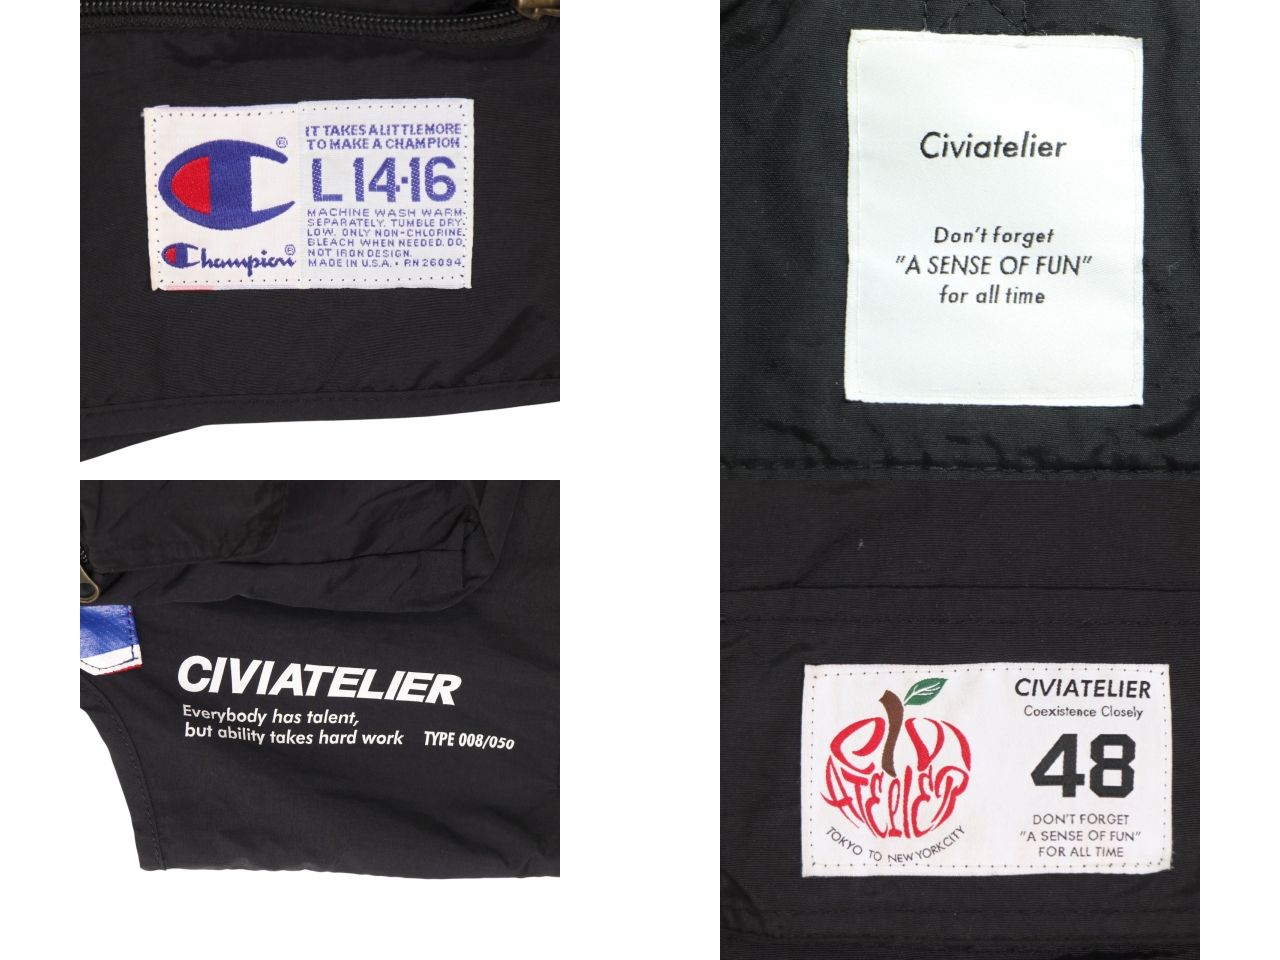 IT TAKES A LITTLE MORE
TO MAKE A CHAMPION
L 14-16
MACHINE WASH WARM
SEPARATELY. TUMBLE DRY
LOW. ONLY NON-CHLORINE
BLEACH WHEN NEEDED. DO
NOT IRON DESIGN.
MADE IN U.S.A. • RN 26094
Champion®
Civiatelier
Don't forget
"A SENSE OF FUN"
for all time
CIVIATELIER
Everybody has talent,
but ability takes hard work TYPE 008/050
CIVI
ATELIER
TOKYO TO NEW YORK CITY
CIVIATELIER
Coexistence Closely
48
DON'T FORGET
"A SENSE OF FUN"
FOR ALL TIME